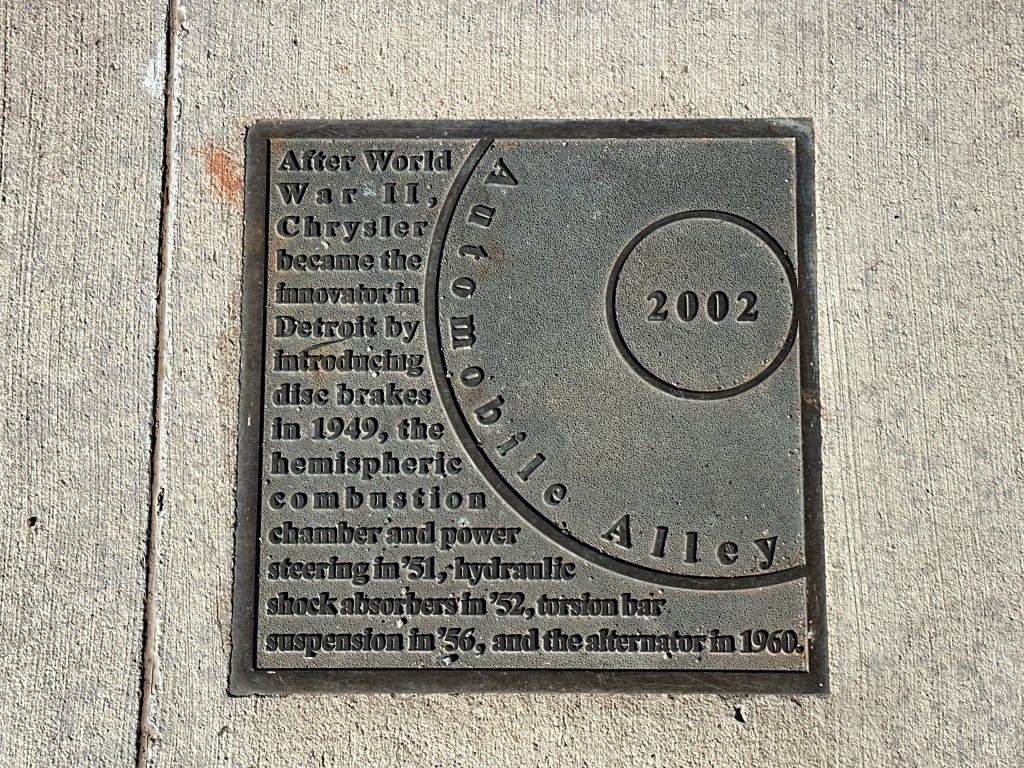 After World
War II,
Chrysler
became the
innovator in
Detroit by
introducing
disc brakes
in 1949, the
hemispheric
combustion
chamber and power
steering in '51, hydraulic
shock absorbers in '52, torsion bar
suspension in '56, and the alternator in 1960.
Automobile Alley
2002